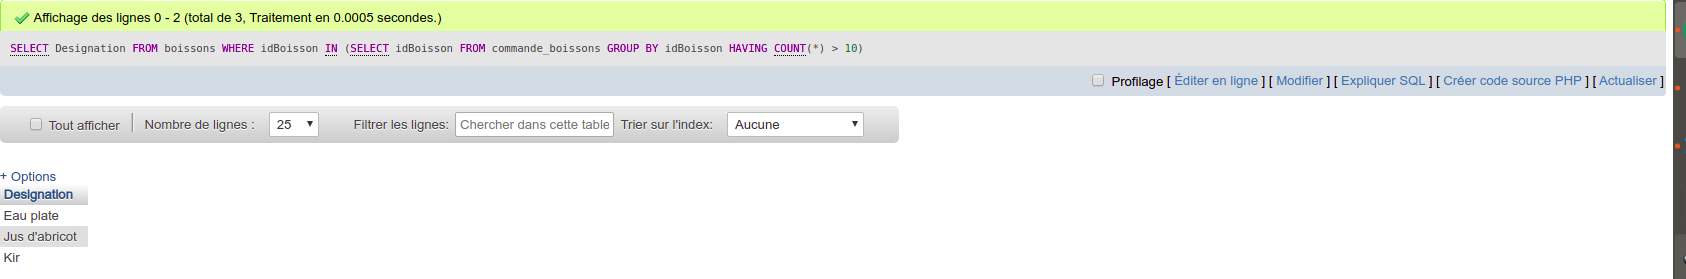 Affichage des lignes 0 - 2 (total de 3, Traitement en 0.0005 secondes.)
SELECT Designation FROM boissons WHERE idBoisson IN (SELECT idBoisson FROM commande_boissons GROUP BY idBoisson HAVING COUNT(*) > 10)
Profilage [ Éditer en ligne ] [ Modifier ] [ Expliquer SQL ] [ Créer code source PHP ] [ Actualiser ]
Tout afficher Nombre de lignes : 25 Filtrer les lignes: Chercher dans cette table Trier sur l'index: Aucune
+ Options
Designation
Eau plate
Jus d'abricot
Kir